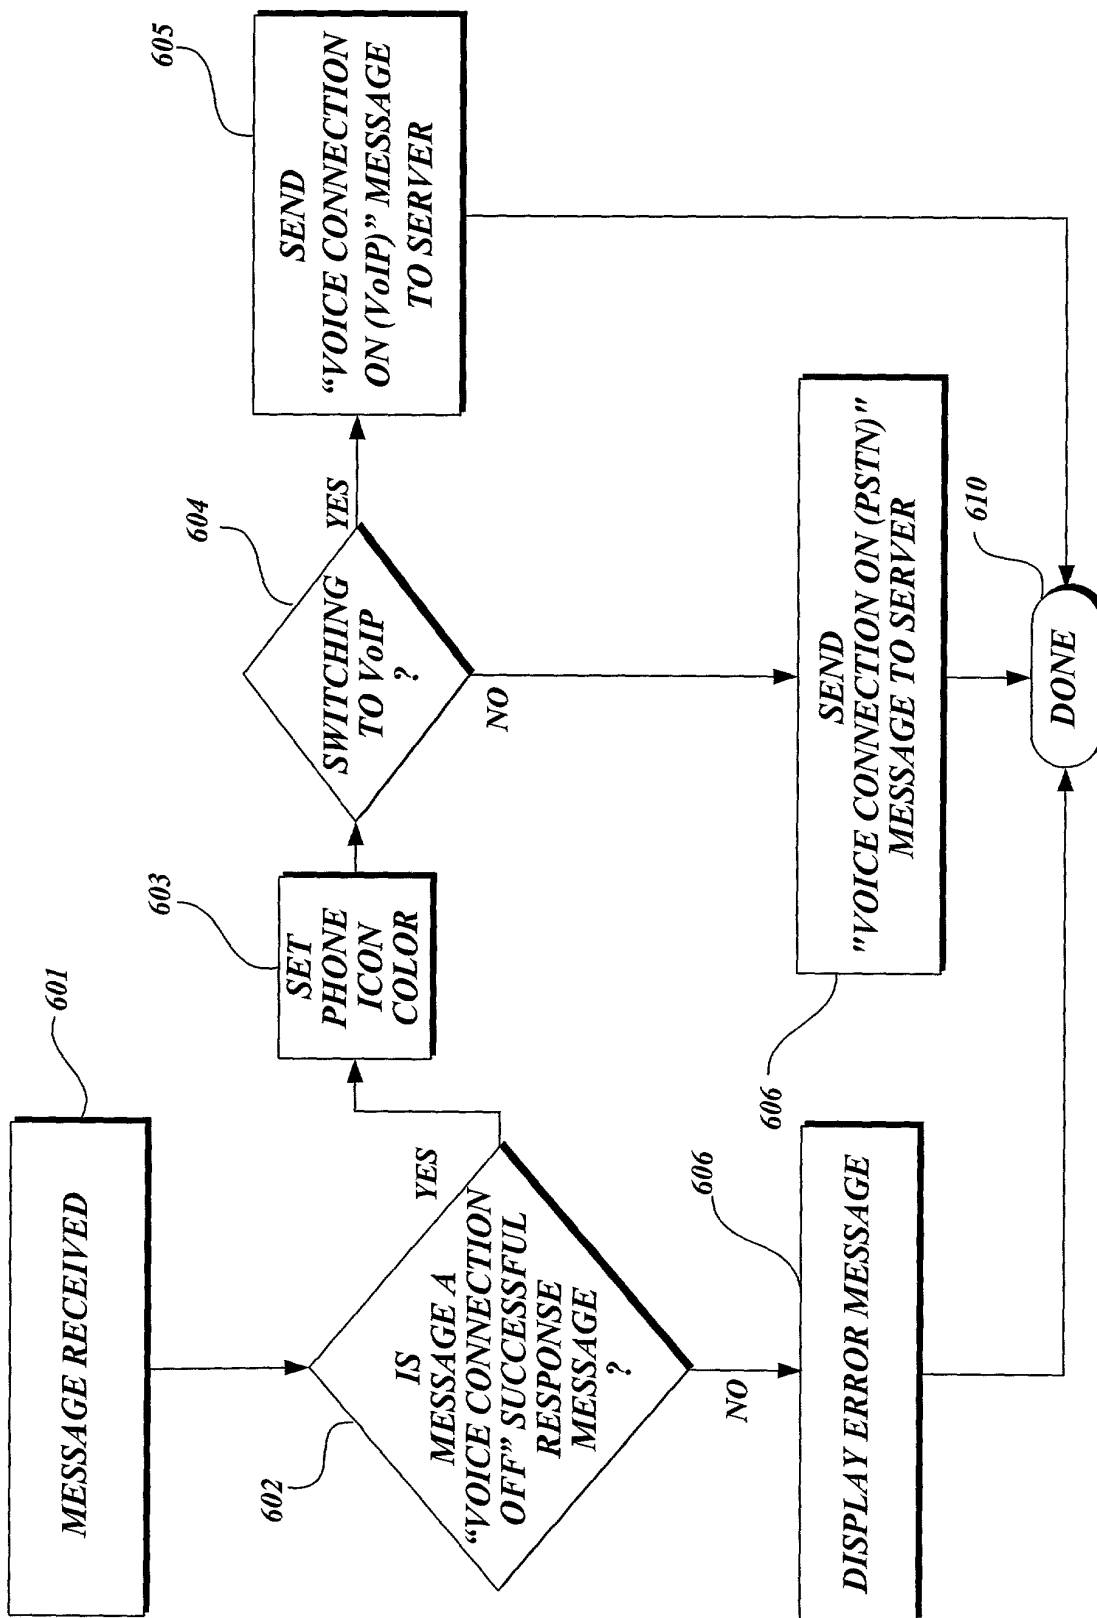 MESSAGE RECEIVED
601
IS
MESSAGE A
“VOICE CONNECTION
OFF” SUCCESSFUL
RESPONSE
MESSAGE
?
602
YES
NO
SET
PHONE
ICON
COLOR
603
SWITCHING
TO VoIP
?
604
YES
NO
SEND
“VOICE CONNECTION
ON (VoIP)” MESSAGE
TO SERVER
605
DISPLAY ERROR MESSAGE
606
SEND
"VOICE CONNECTION ON (PSTN)"
MESSAGE TO SERVER
606
DONE
610